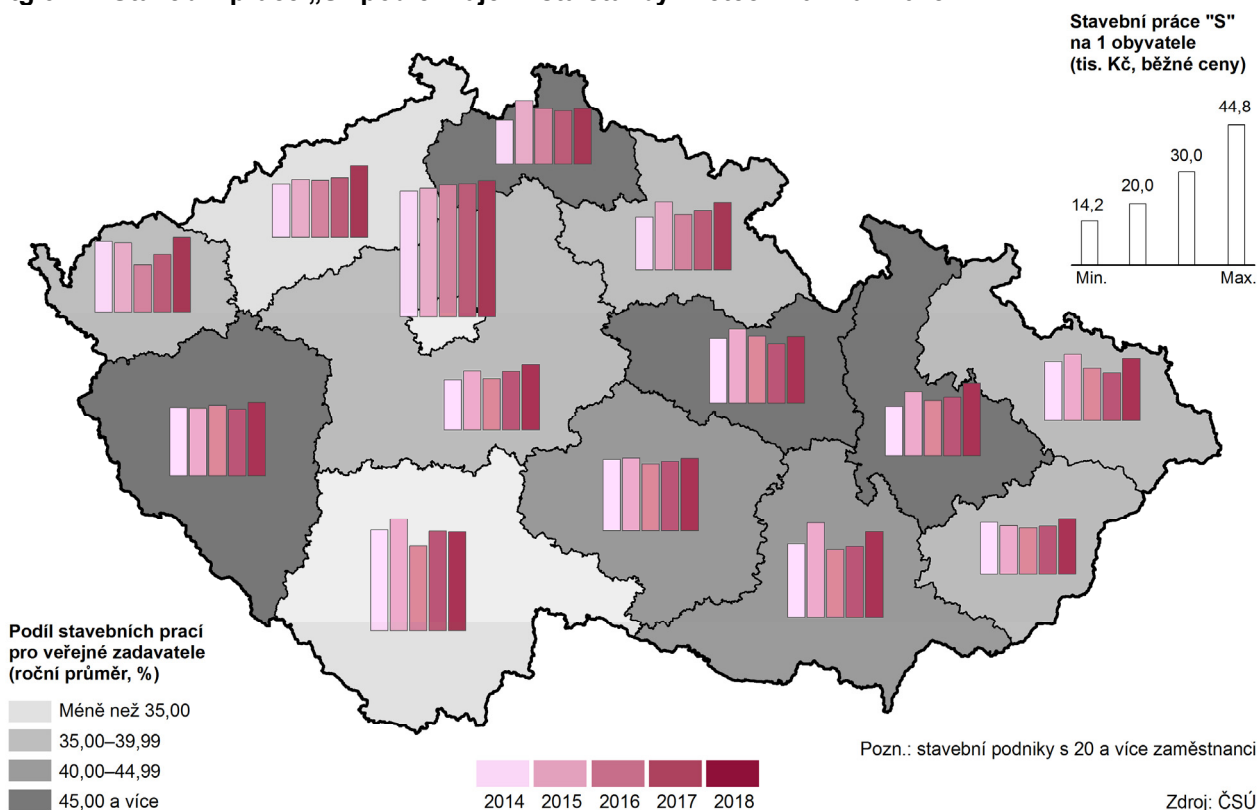 Stavební práce "S"
na 1 obyvatele
(tis. Kč, běžné ceny)
44,8
30,0
20,0
14,2
Min.
Max.
Podíl stavebních prací
pro veřejné zadavatele
(roční průměr, %)
Méně než 35,00
35,00–39,99
40,00–44,99
45,00 a více
2014 2015 2016 2017 2018
Pozn.: stavební podniky s 20 a více zaměstnanci
Zdroj: ČSÚ